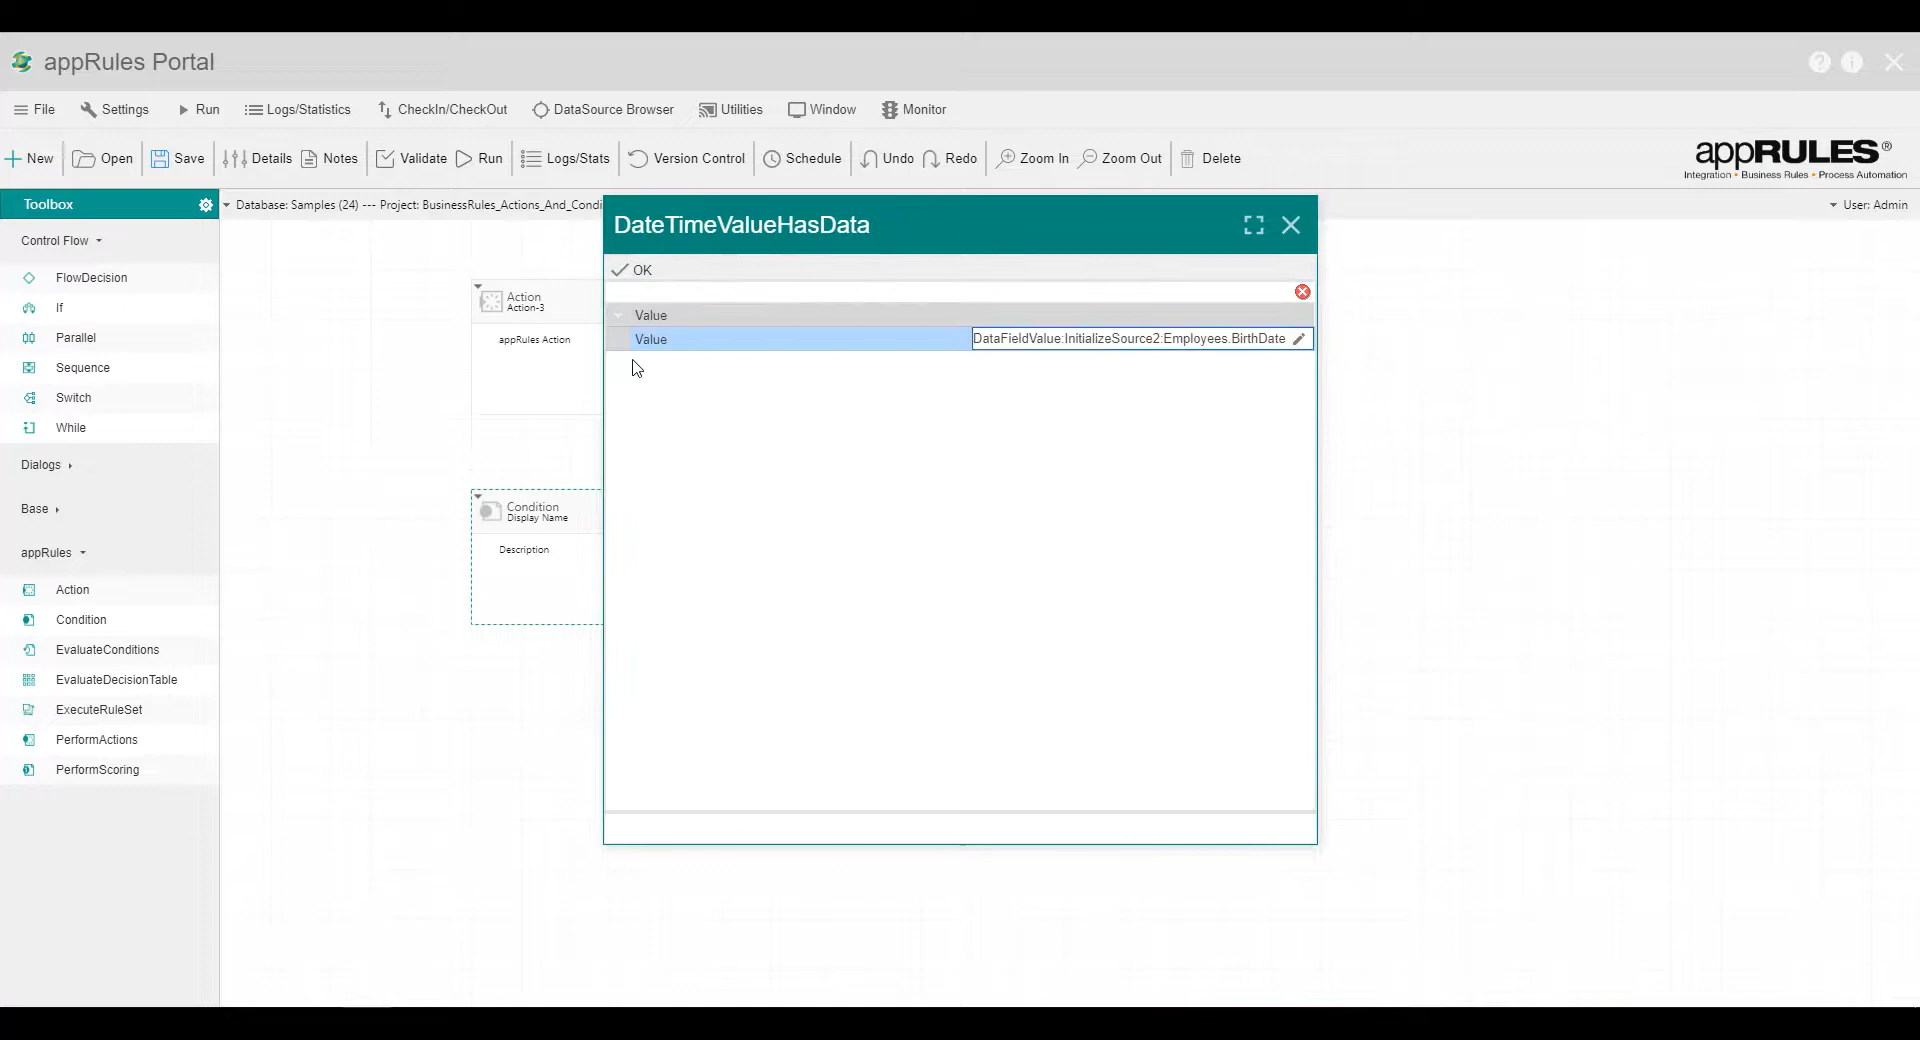 appRules Portal
File Settings Run Logs/Statistics CheckIn/CheckOut DataSource Browser Utilities Window Monitor
New Open Save Details Notes Validate Run Logs/Stats Version Control Schedule Undo Redo Zoom In Zoom Out Delete
appRULES®
Integration • Business Rules • Process Automation
Toolbox
Database: Samples (24) --- Project: BusinessRules_Actions_And_Condi
User: Admin
Control Flow
FlowDecision
If
Parallel
Sequence
Switch
While
Dialogs
Base
appRules
Action
Condition
EvaluateConditions
EvaluateDecisionTable
ExecuteRuleSet
PerformActions
PerformScoring
Action
Action-3
appRules Action
Condition
Display Name
Description
DateTimeValueHasData
OK
Value
Value DataFieldValue:InitializeSource2:Employees.BirthDate